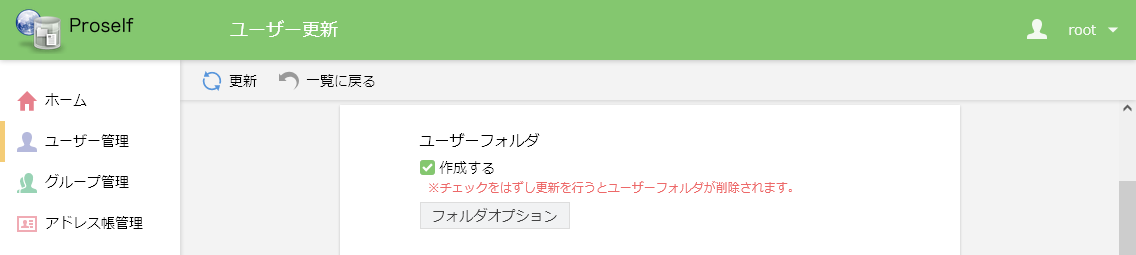 Proself
ユーザー更新
root
更新
一覧に戻る
ホーム
ユーザー管理
グループ管理
アドレス帳管理
ユーザーフォルダ
作成する
※チェックをはずし更新を行うとユーザーフォルダが削除されます。
フォルダオプション